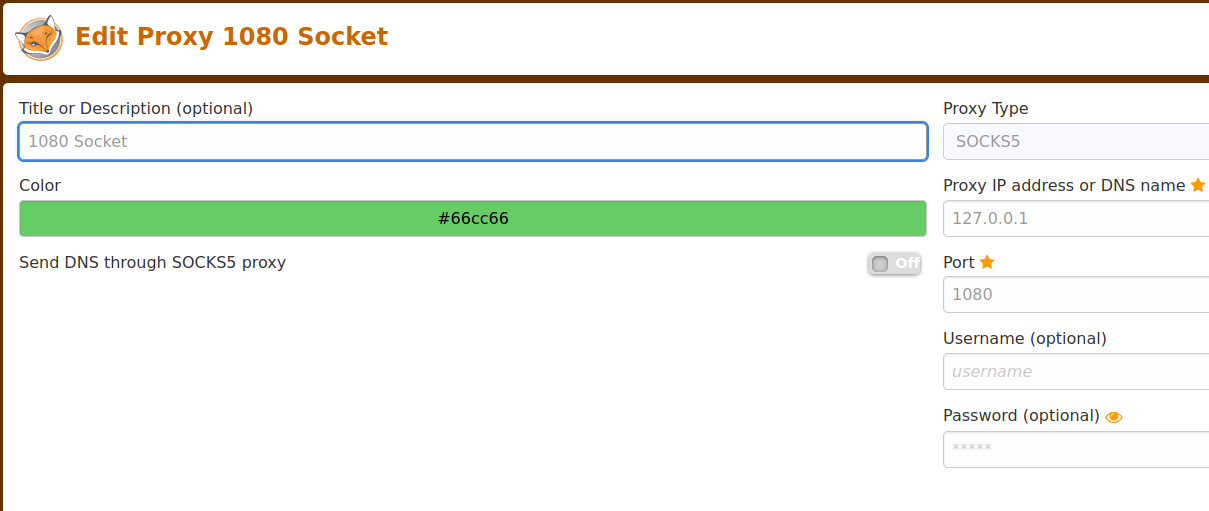 Edit Proxy 1080 Socket
Title or Description (optional)
1080 Socket
Color
#66cc66
Send DNS through SOCKS5 proxy
Off
Proxy Type
SOCKS5
Proxy IP address or DNS name
127.0.0.1
Port
1080
Username (optional)
username
Password (optional)
*****